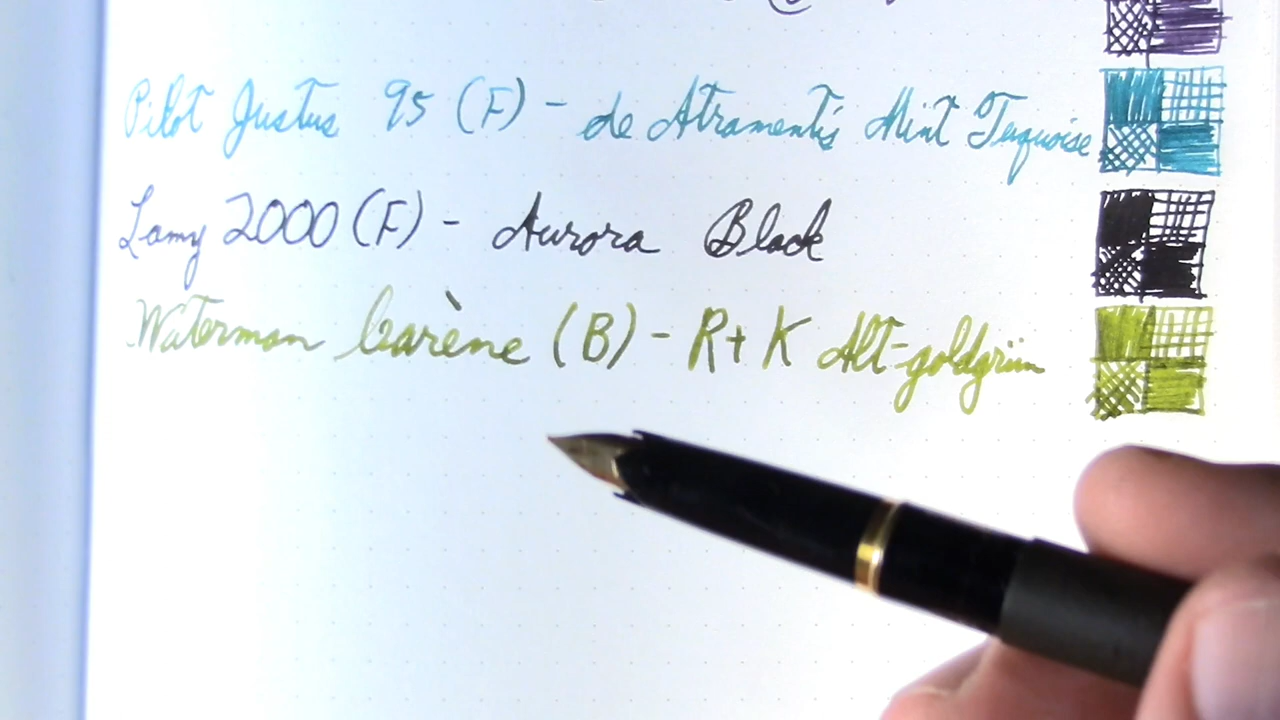 Pilot Justus 95 (F) - de Atramentis Mint Turquoise
Lamy 2000 (F) - Aurora Black
Waterman Carène (B) - R+K Alt-goldgrün